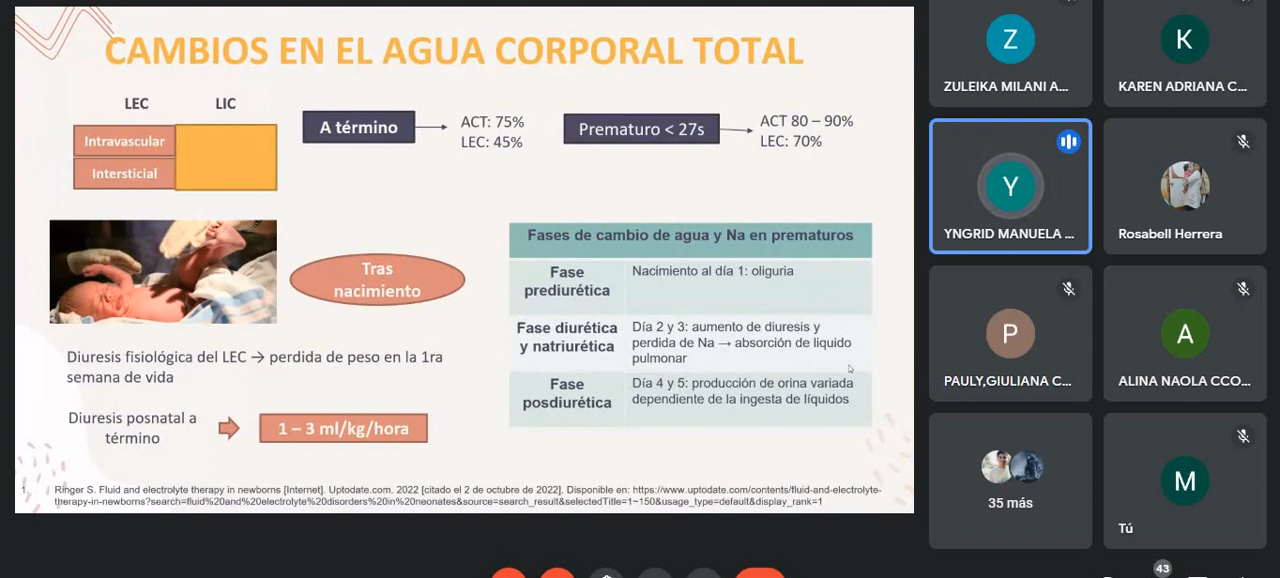 CAMBIOS EN EL AGUA CORPORAL TOTAL
LEC
LIC
Intravascular
Intersticial
A término
ACT: 75%
LEC: 45%
Prematuro < 27s
ACT 80 – 90%
LEC: 70%
Tras
nacimiento
Diuresis fisiológica del LEC → perdida de peso en la 1ra
semana de vida
Diuresis posnatal a
término
1 – 3 ml/kg/hora
Fases de cambio de agua y Na en prematuros
Fase
prediurética
Nacimiento al día 1: oliguria
Fase diurética
y natriurética
Día 2 y 3: aumento de diuresis y
perdida de Na → absorción de liquido
pulmonar
Fase
posdiurética
Día 4 y 5: producción de orina variada
dependiente de la ingesta de líquidos
1. Ringer S. Fluid and electrolyte therapy in newborns [Internet]. Uptodate.com. 2022 [citado el 2 de octubre de 2022]. Disponible en: https://www.uptodate.com/contents/fluid-and-electrolyte-
therapy-in-newborns?search=fluid%20and%20electrolyte%20disorders%20in%20neonates&source=search_result&selectedTitle=1~150&usage_type=default&display_rank=1
Z
ZULEIKA MILANI A...
K
KAREN ADRIANA C...
Y
YNGRID MANUELA ...
Rosabell Herrera
P
PAULY,GIULIANA C...
A
ALINA NAOLA CCO...
35 más
M
Tú
43